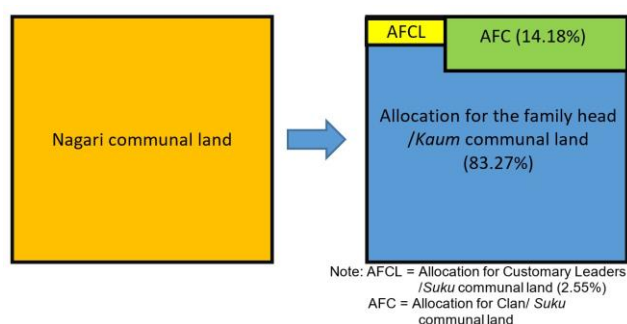 Nagari communal land
AFCL
AFC (14.18%)
Allocation for the family head
/Kaum communal land
(83.27%)
Note: AFCL = Allocation for Customary Leaders
/Suku communal land (2.55%)
AFC = Allocation for Clan/ Suku
communal land